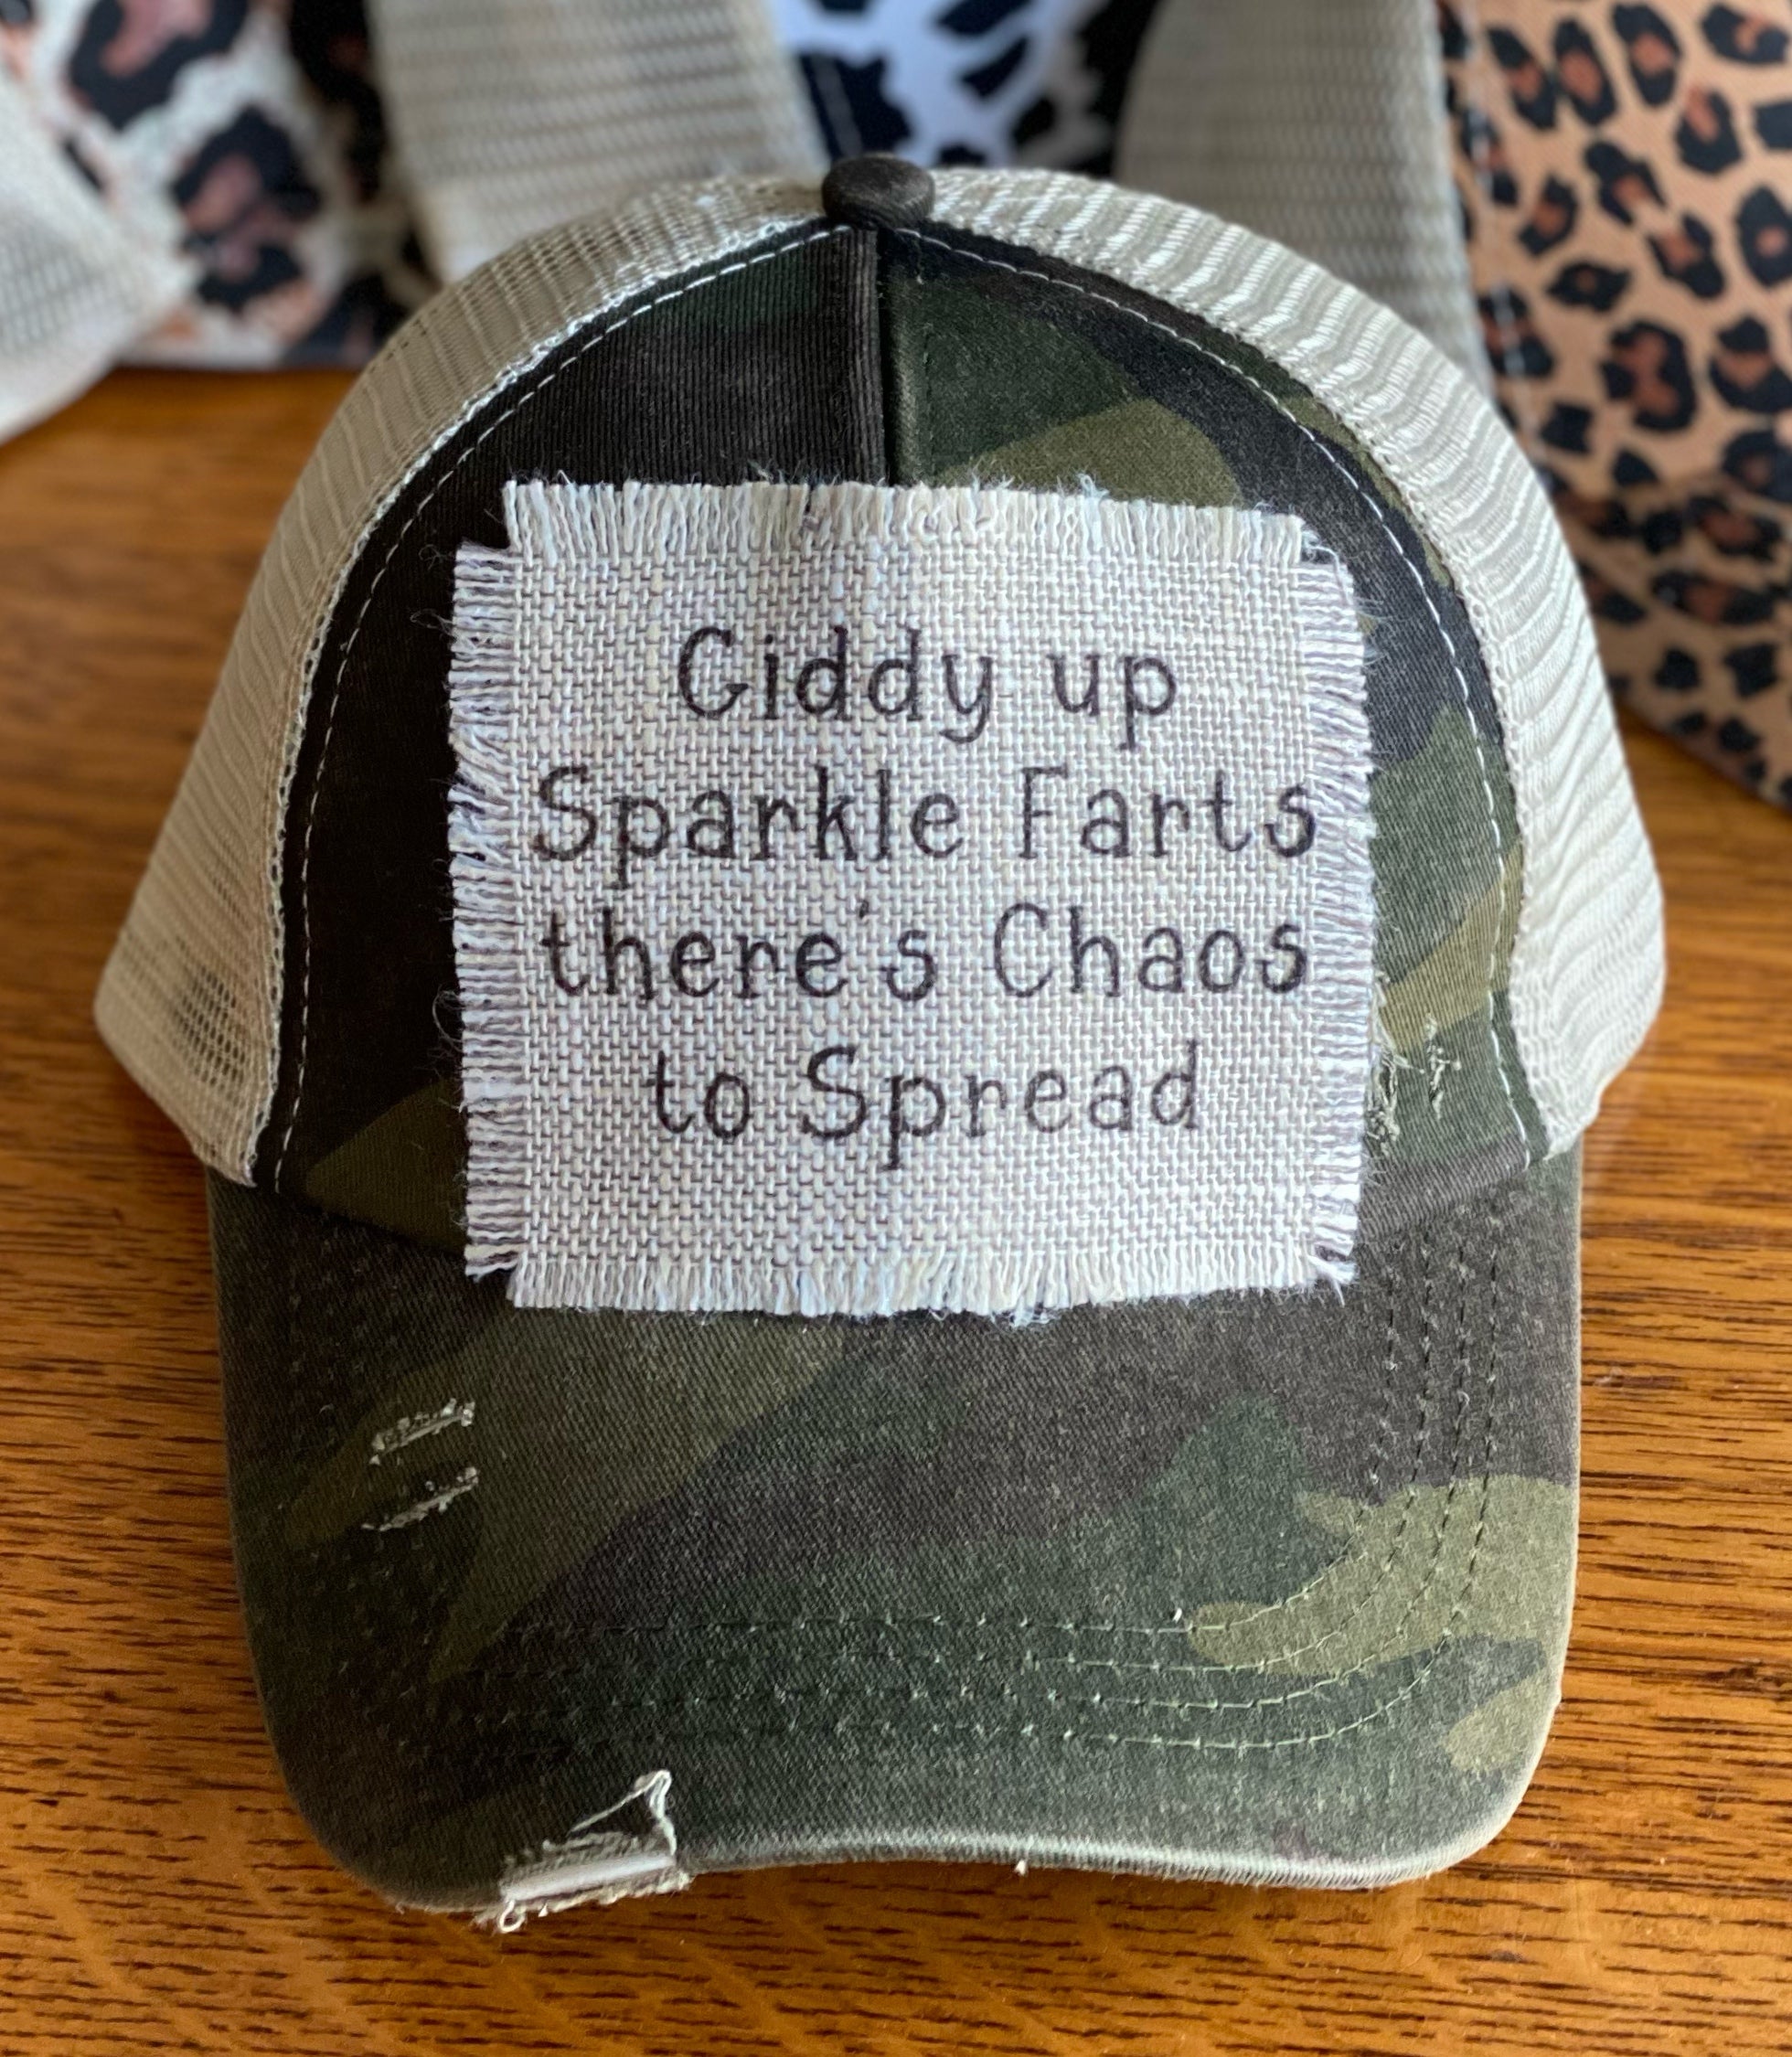 Giddy up
Sparkle Farts
there's Chaos
to Spread